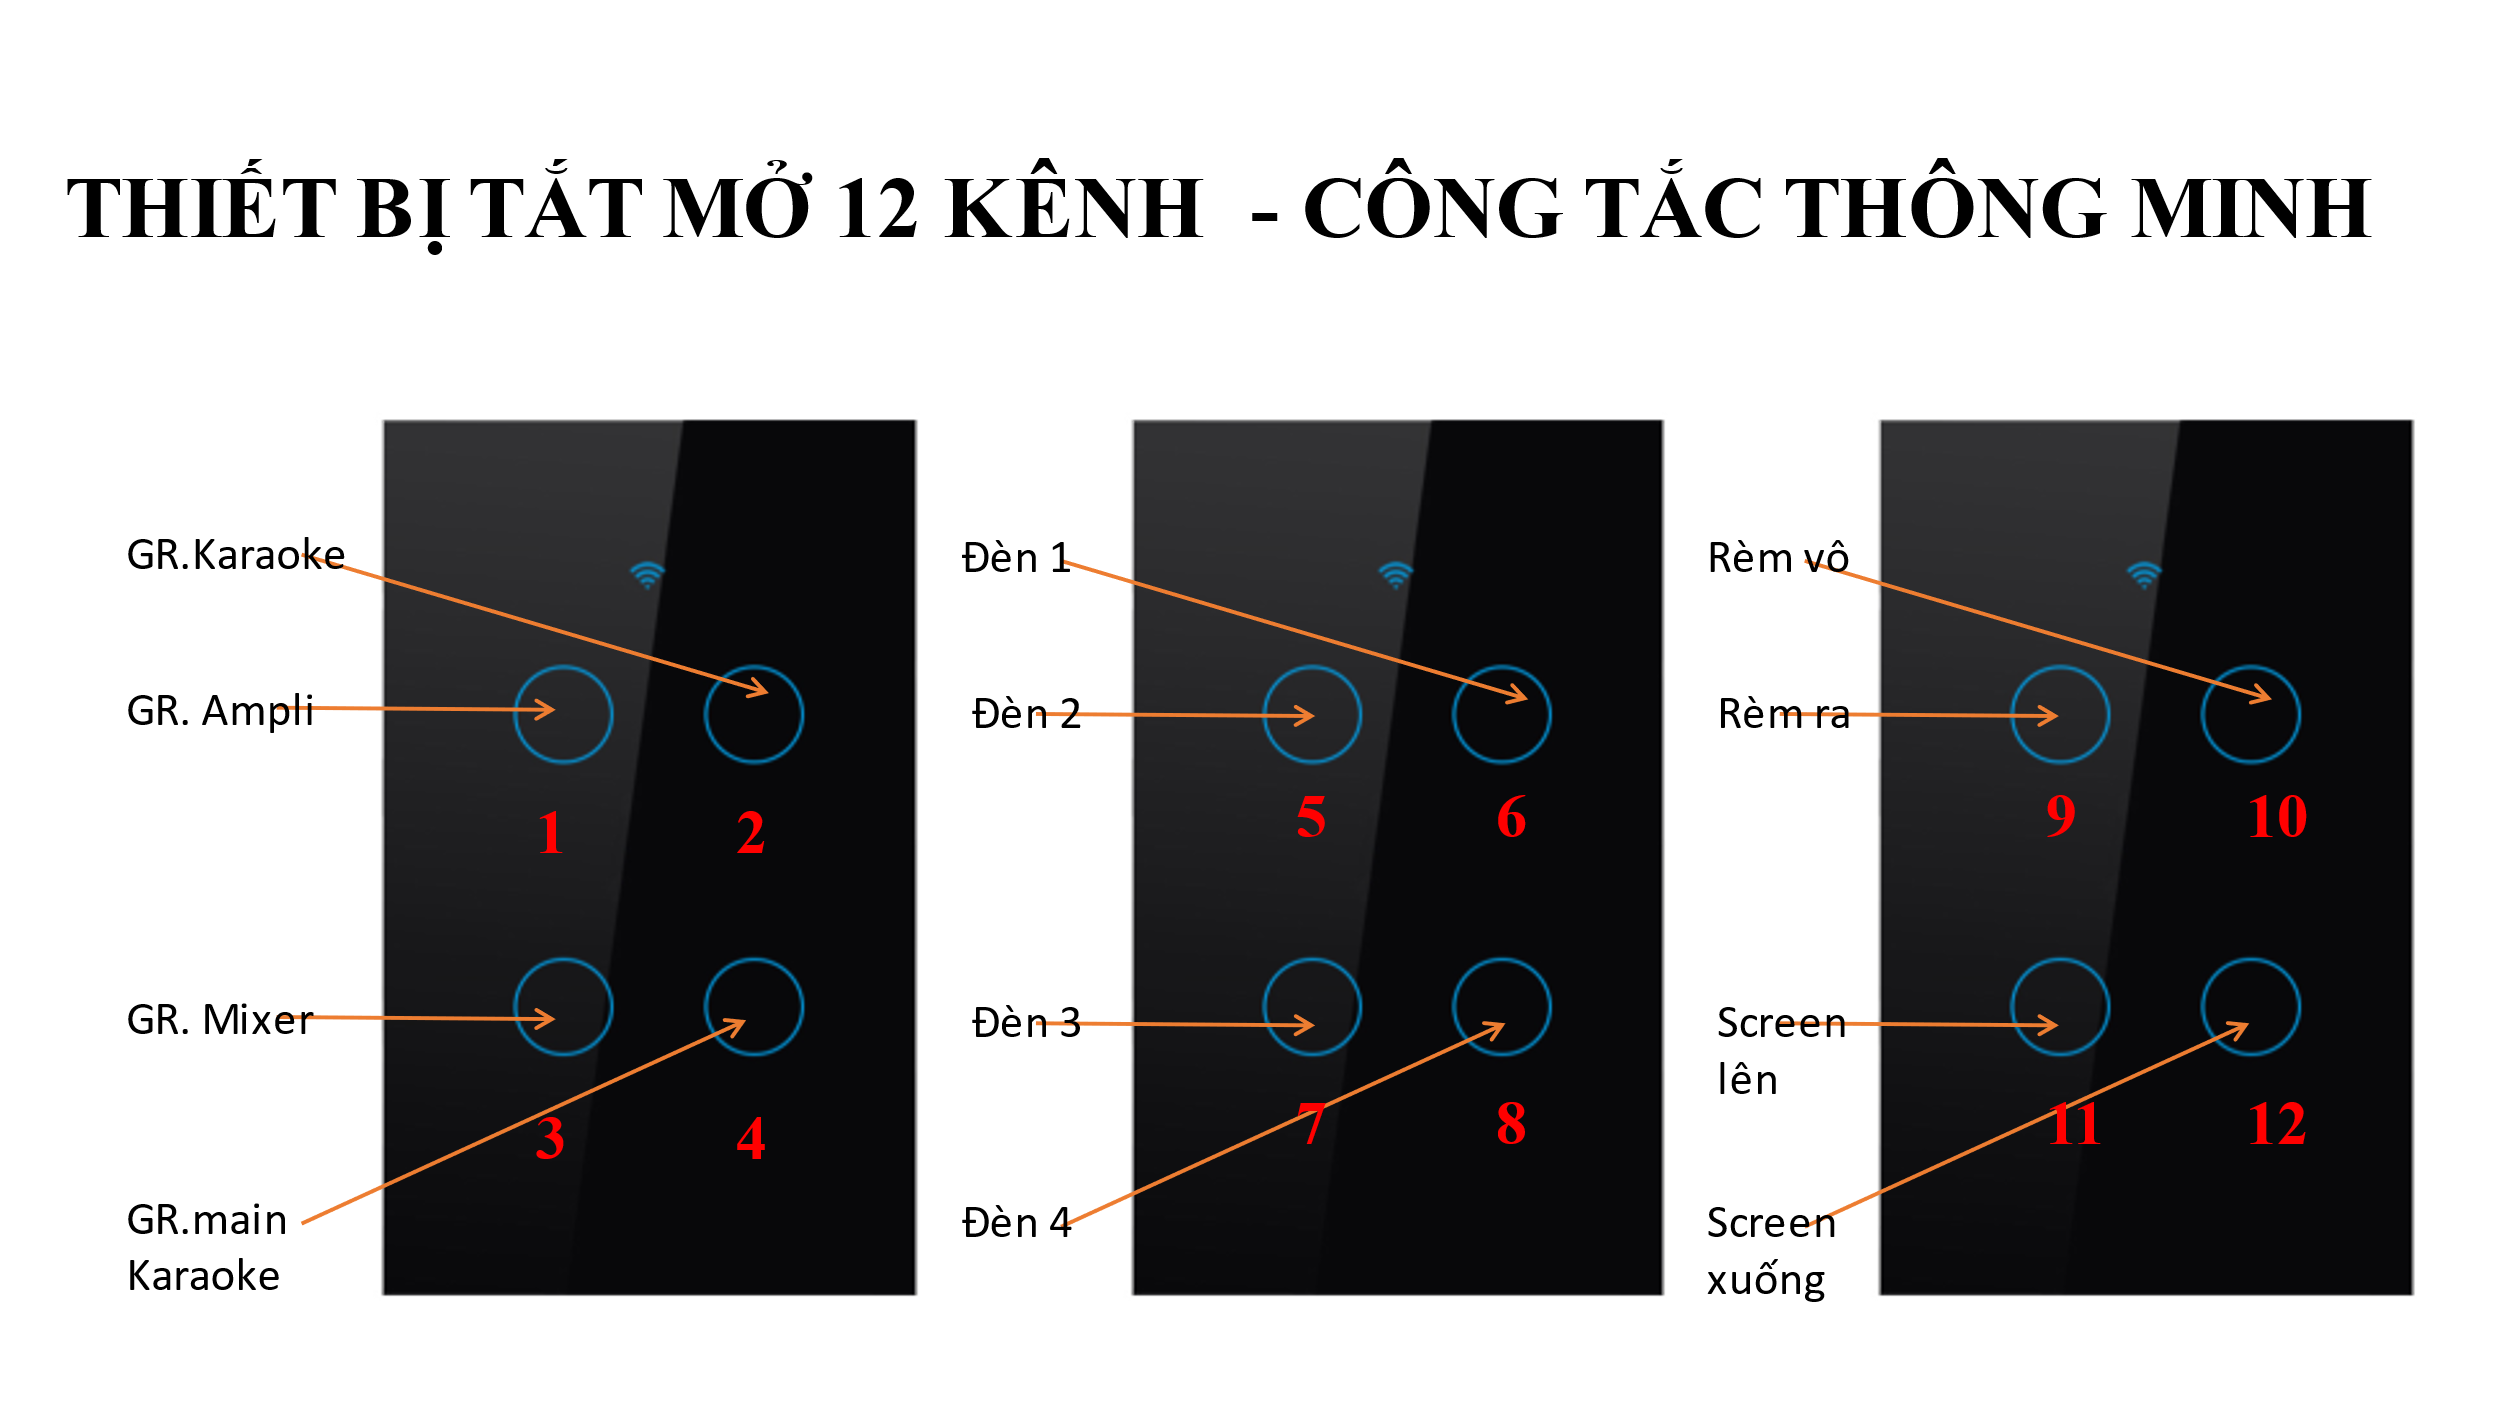 THIẾT BỊ TẮT MỞ 12 KÊNH - CÔNG TẮC THÔNG MINH
GR.Karaoke
GR. Ampli
1
2
GR. Mixer
3
4
GR.main
Karaoke
Đèn 1
Đèn 2
5
6
Đèn 3
7
8
Đèn 4
Rèm vô
Rèm ra
9
10
Screen
lên
11
12
Screen
xuống